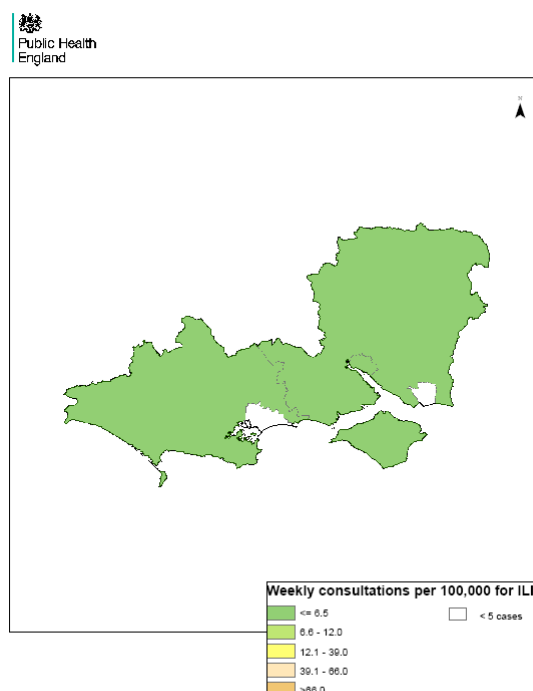 Public Health
England
N
Weekly consultations per 100,000 for ILI
<= 6.5
< 5 cases
6.6 - 12.0
12.1 - 39.0
39.1 - 66.0
>66.0